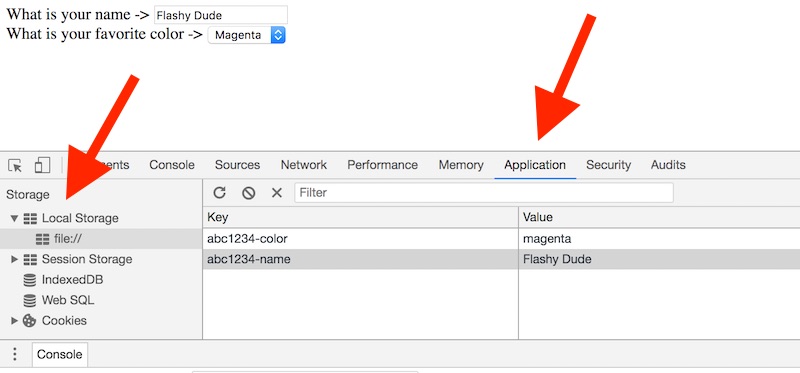 What is your name -> Flashy Dude
What is your favorite color -> Magenta
Console Sources Network Performance Memory Application Security Audits
Storage
Filter
Key Value
Local Storage
abc1234-color magenta
file://
abc1234-name Flashy Dude
Session Storage
IndexedDB
Web SQL
Cookies
Console